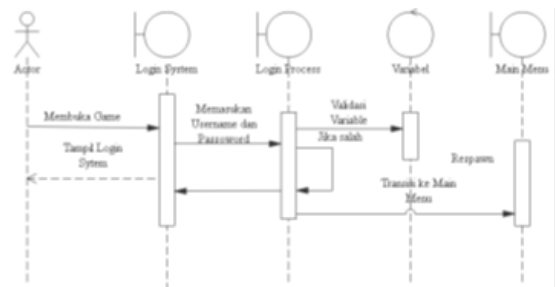 Actor
Login System
Login Process
Variabel
Main Menu
Membuka Game
Memasukan
Username dan
Password
Validasi
Variable
Jika salah
Tampil Login
Sytem
Respawn
Transisi ke Main
Menu